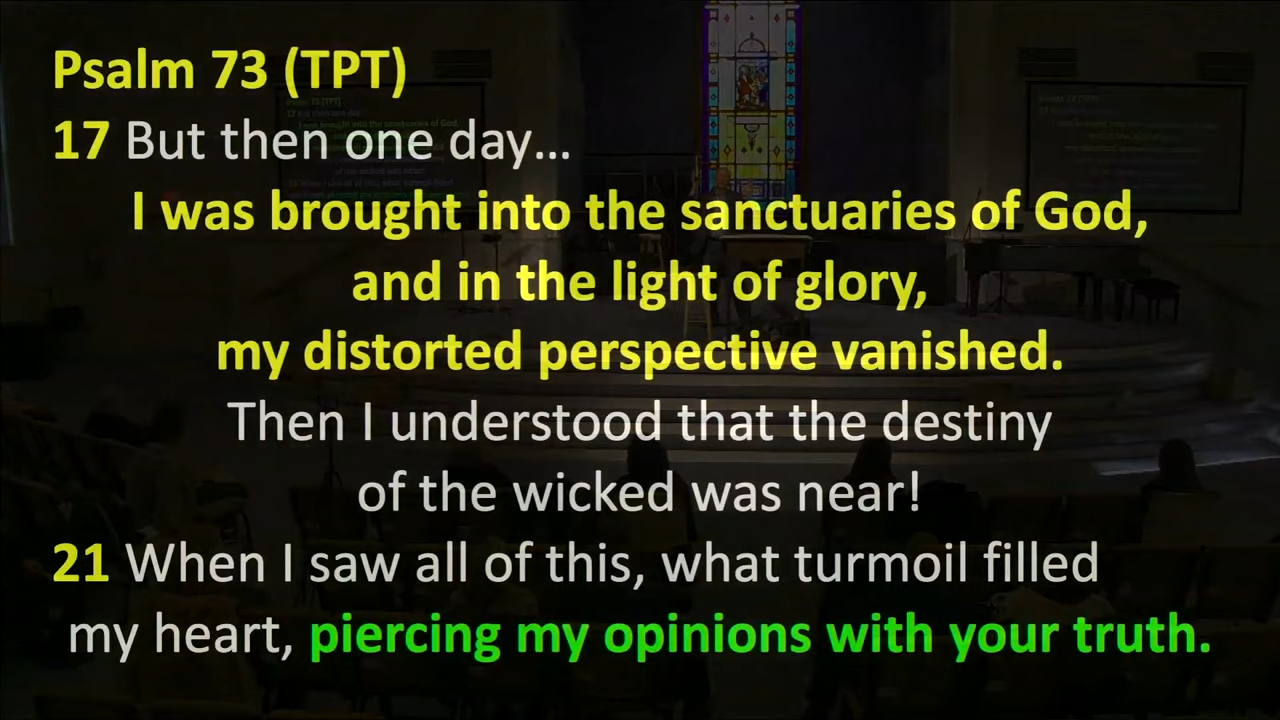 Psalm 73 (TPT)
17 But then one day…
I was brought into the sanctuaries of God,
and in the light of glory,
my distorted perspective vanished.
Then I understood that the destiny
of the wicked was near!
21 When I saw all of this, what turmoil filled
my heart, piercing my opinions with your truth.